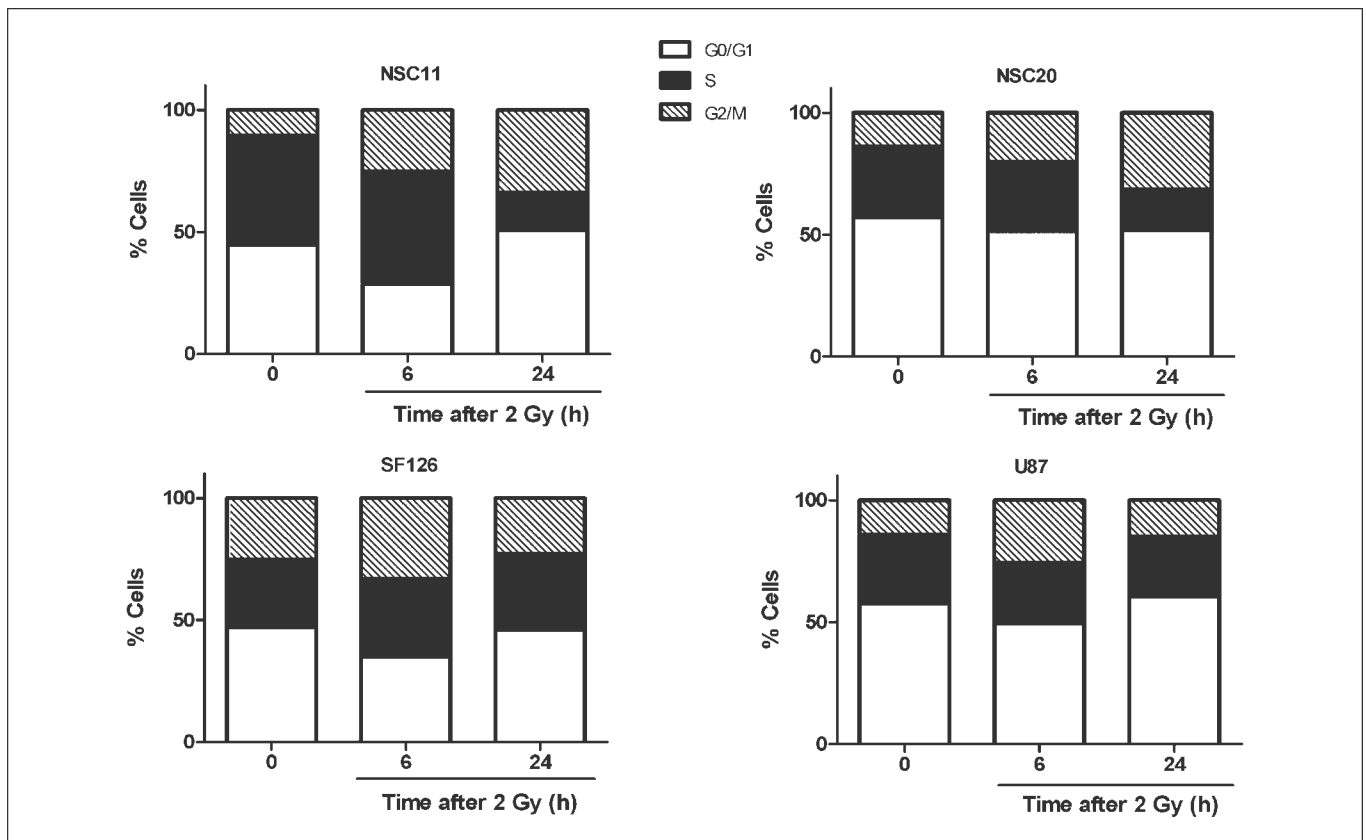 G0/G1
S
G2/M
NSC11
% Cells
100
50
0
0 6 24
Time after 2 Gy (h)
NSC20
% Cells
100
50
0
0 6 24
Time after 2 Gy (h)
SF126
% Cells
100
50
0
0 6 24
Time after 2 Gy (h)
U87
% Cells
100
50
0
0 6 24
Time after 2 Gy (h)